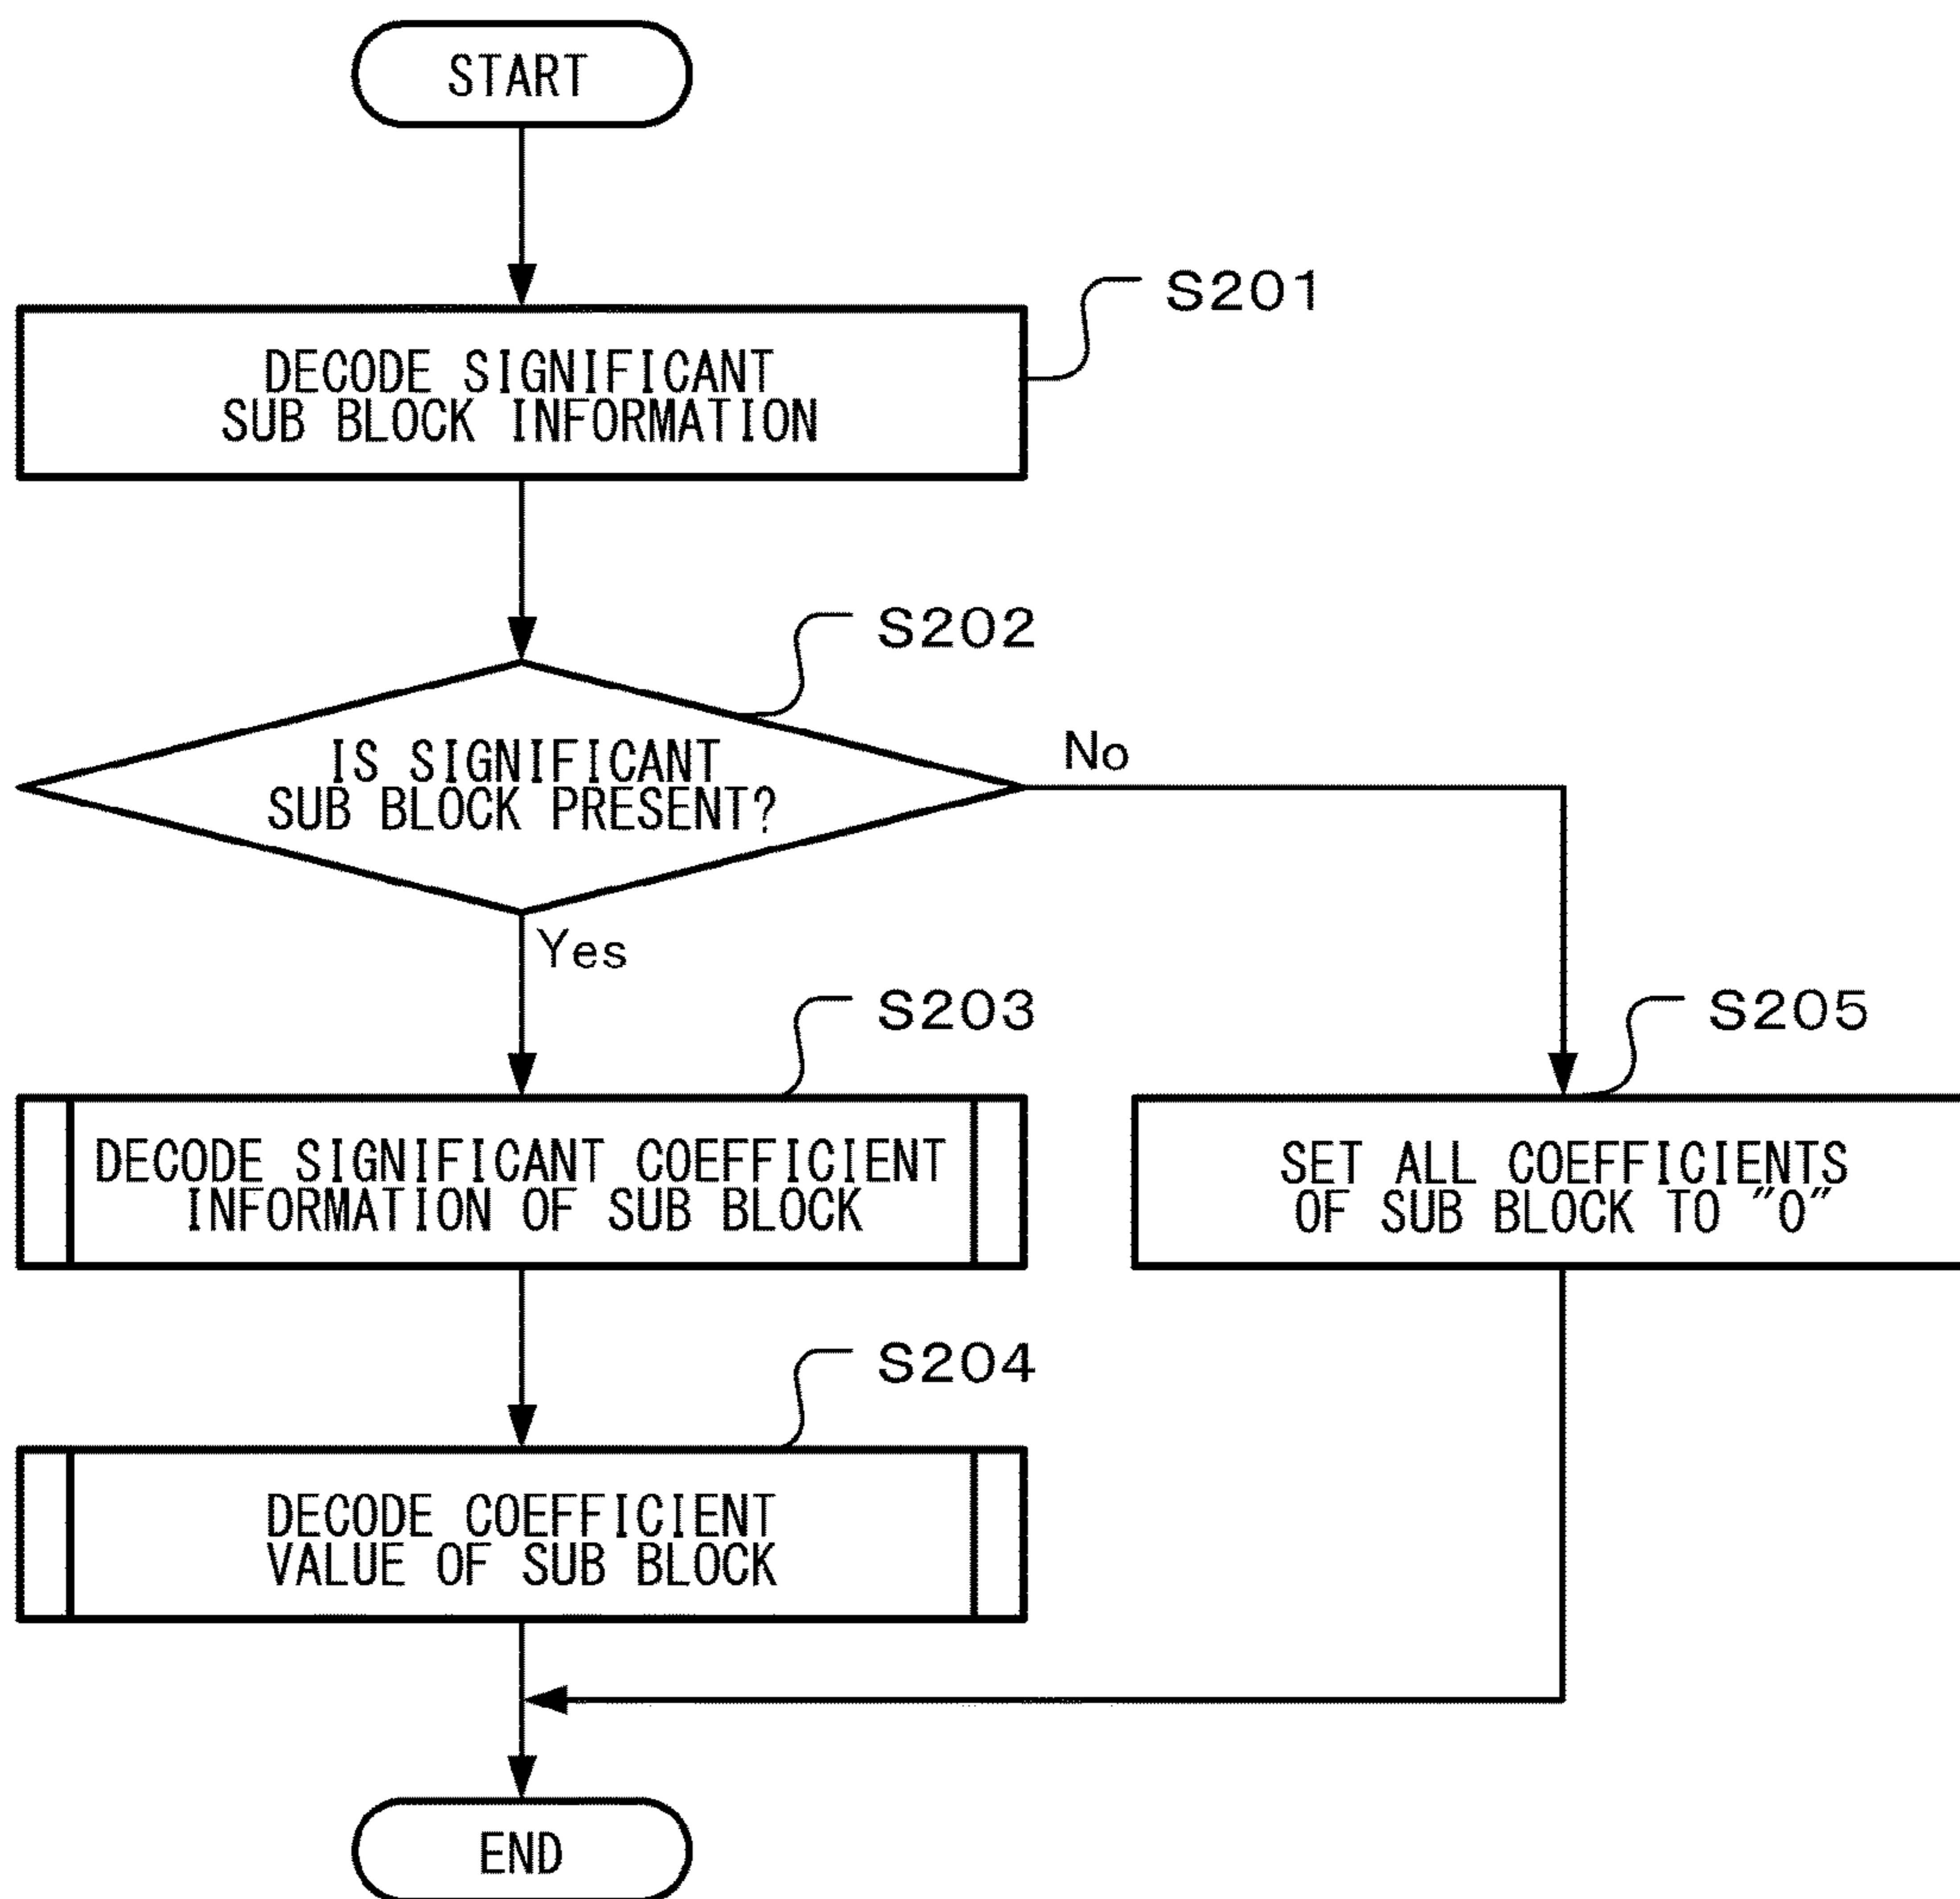 START
S201
DECODE SIGNIFICANT
SUB BLOCK INFORMATION
S202
IS SIGNIFICANT
SUB BLOCK PRESENT?
No
Yes
S203
S205
DECODE SIGNIFICANT COEFFICIENT
INFORMATION OF SUB BLOCK
SET ALL COEFFICIENTS
OF SUB BLOCK TO "0"
S204
DECODE COEFFICIENT
VALUE OF SUB BLOCK
END